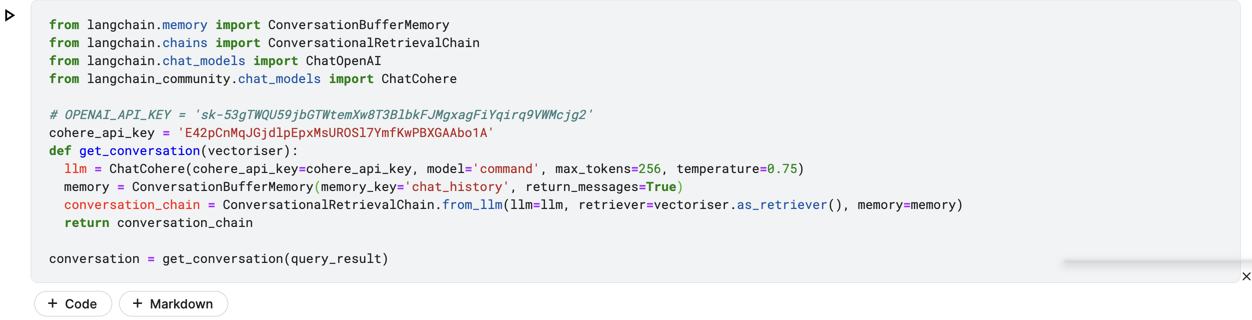 from langchain.memory import ConversationBufferMemory
from langchain.chains import ConversationalRetrievalChain
from langchain.chat_models import ChatOpenAI
from langchain_community.chat_models import ChatCohere
# OPENAI_API_KEY = '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'
cohere_api_key = 'E42pCnMqJGjdlpEpxMsUROSl7YmfKwPBXGAAbo1A'
def get_conversation(vectoriser):
  llm = ChatCohere(cohere_api_key=cohere_api_key, model='command', max_tokens=256, temperature=0.75)
  memory = ConversationBufferMemory(memory_key='chat_history', return_messages=True)
  conversation_chain = ConversationalRetrievalChain.from_llm(llm=llm, retriever=vectoriser.as_retriever(), memory=memory)
  return conversation_chain
conversation = get_conversation(query_result)
+ Code + Markdown